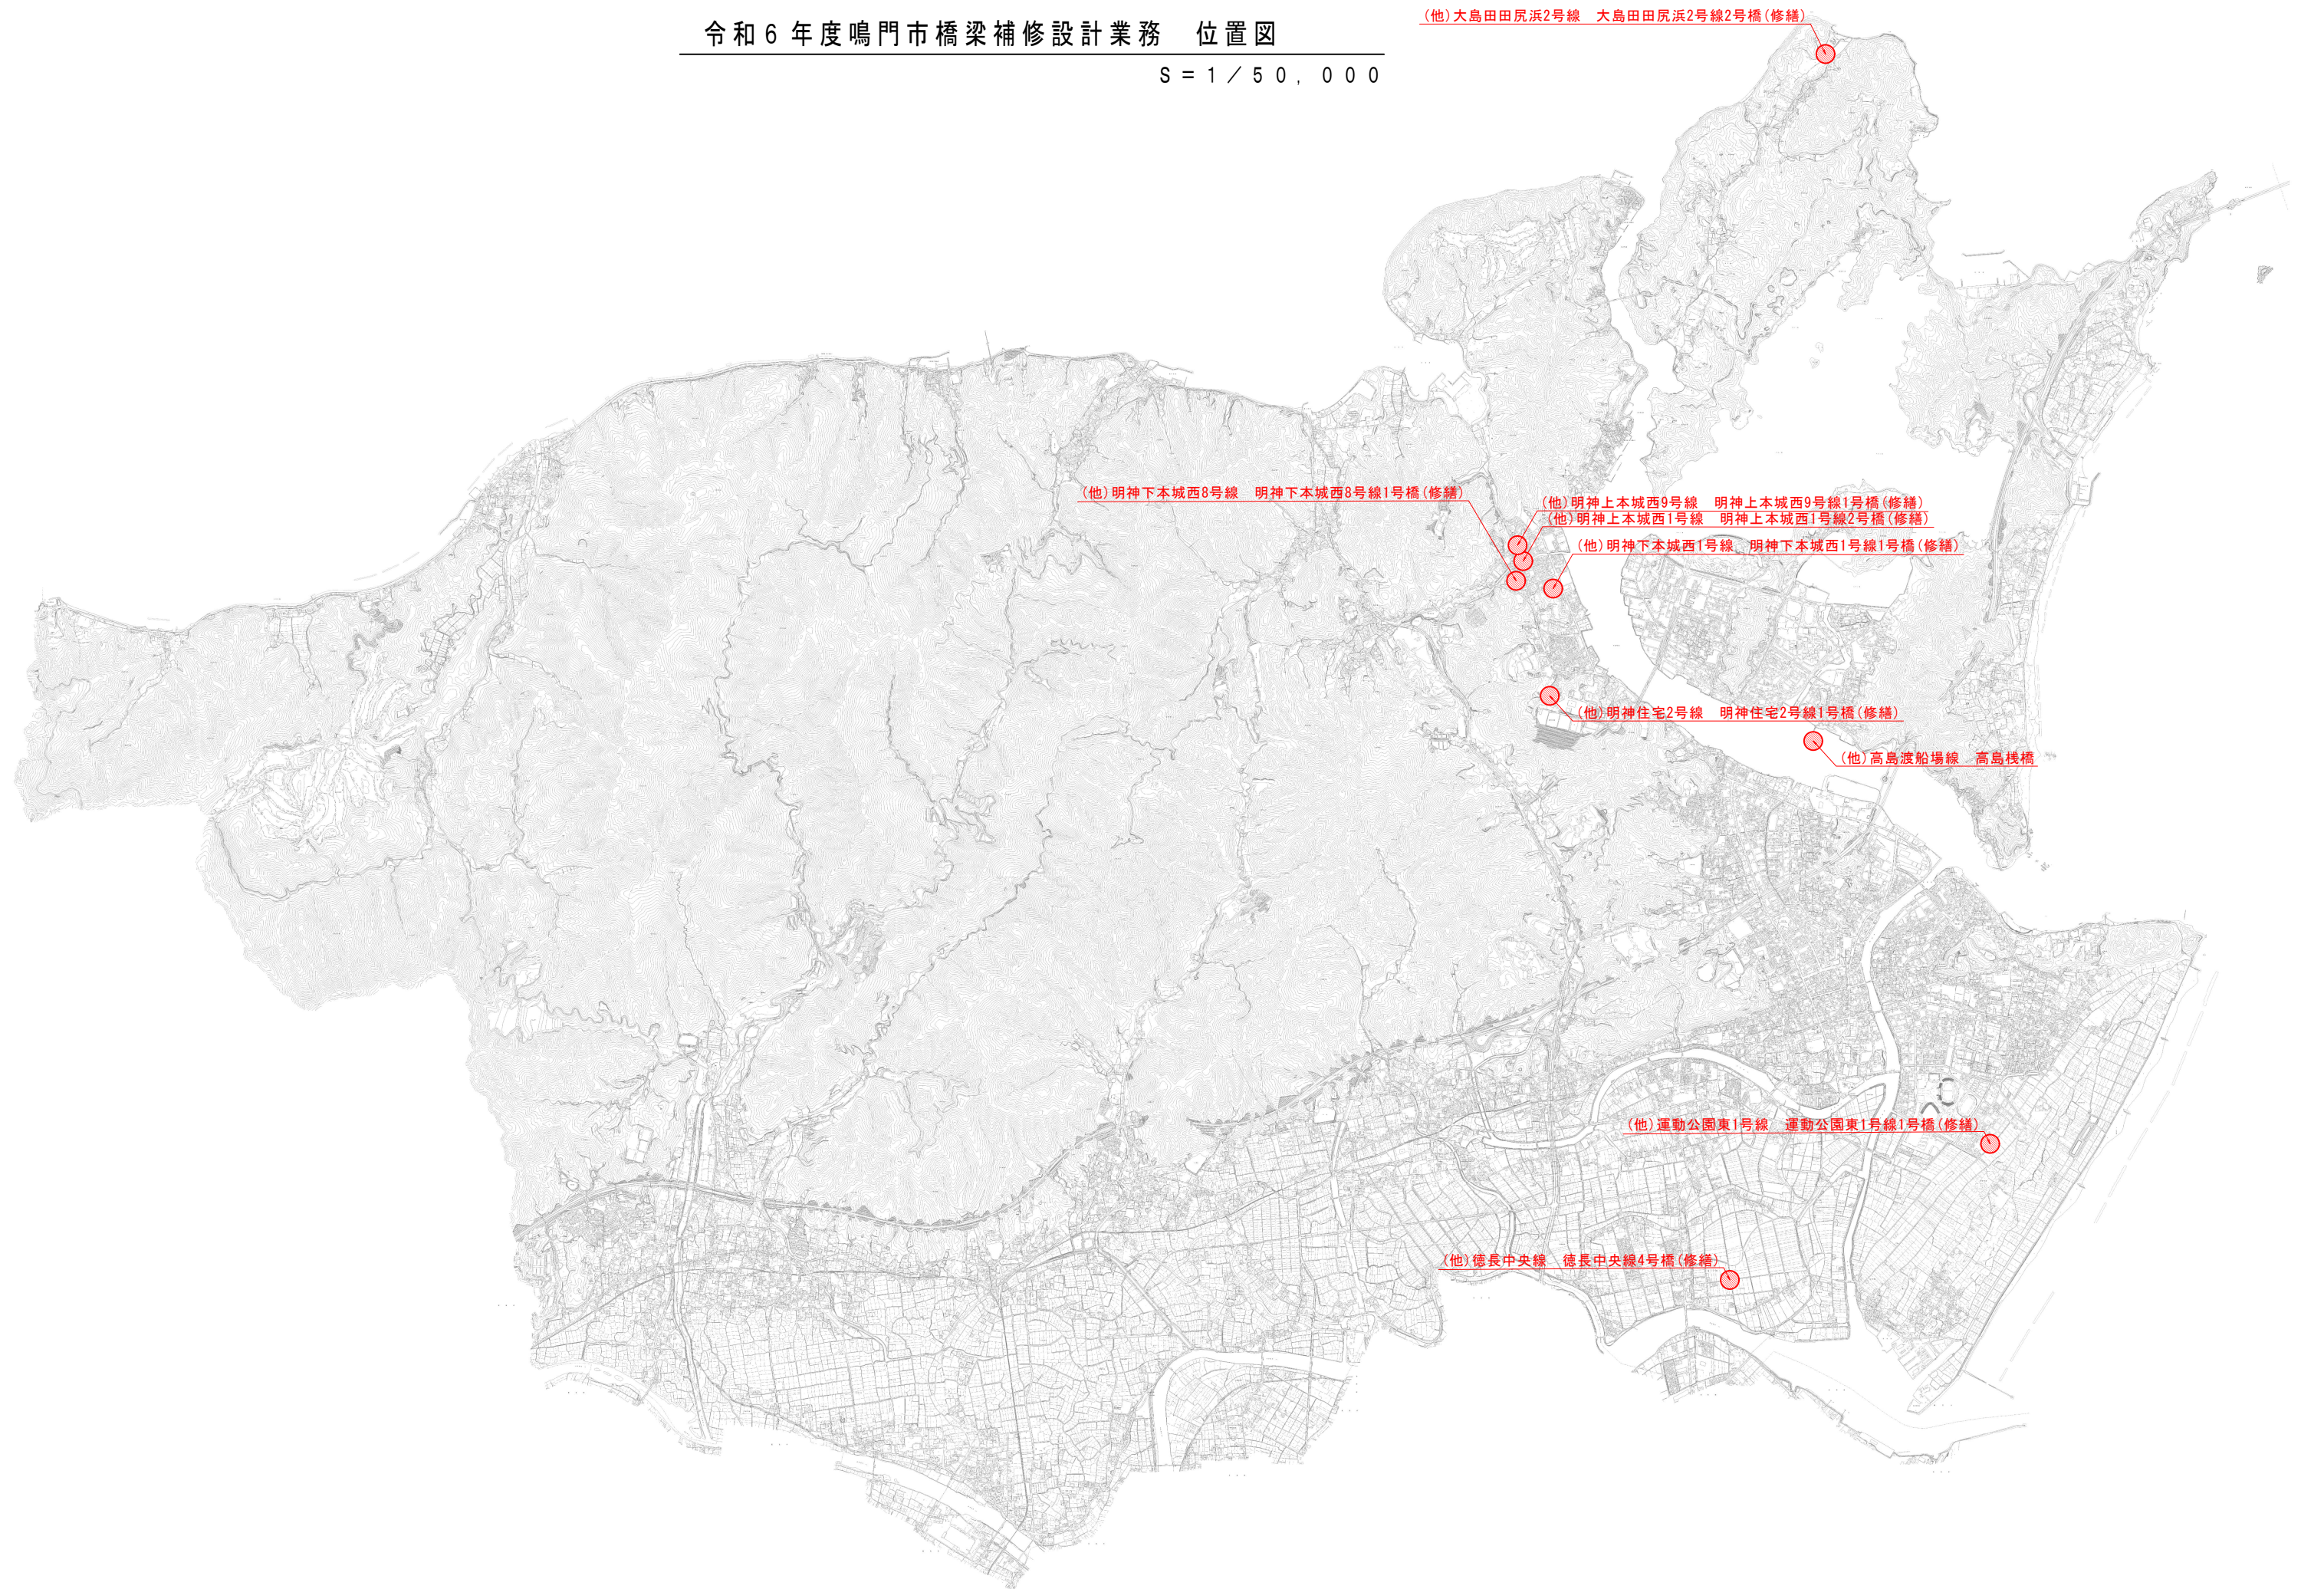 令和6年度鳴門市橋梁補修設計業務　位置図
S=1／50,000
(他)大島田田尻浜2号線　大島田田尻浜2号線2号橋(修繕)
(他)明神下本城西8号線　明神下本城西8号線1号橋(修繕)
(他)明神上本城西9号線　明神上本城西9号線1号橋(修繕)
(他)明神上本城西1号線　明神上本城西1号線2号橋(修繕)
(他)明神下本城西1号線　明神下本城西1号線1号橋(修繕)
(他)明神住宅2号線　明神住宅2号線1号橋(修繕)
(他)高島渡船場線　高島桟橋
(他)運動公園東1号線　運動公園東1号線1号橋(修繕)
(他)徳長中央線　徳長中央線4号橋(修繕)